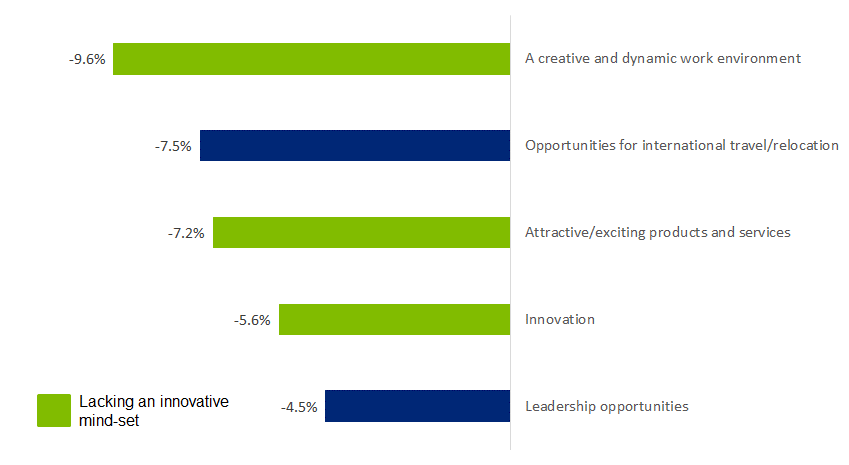 -9.6% A creative and dynamic work environment
-7.5% Opportunities for international travel/relocation
-7.2% Attractive/exciting products and services
-5.6% Innovation
-4.5% Leadership opportunities
Lacking an innovative
mind-set